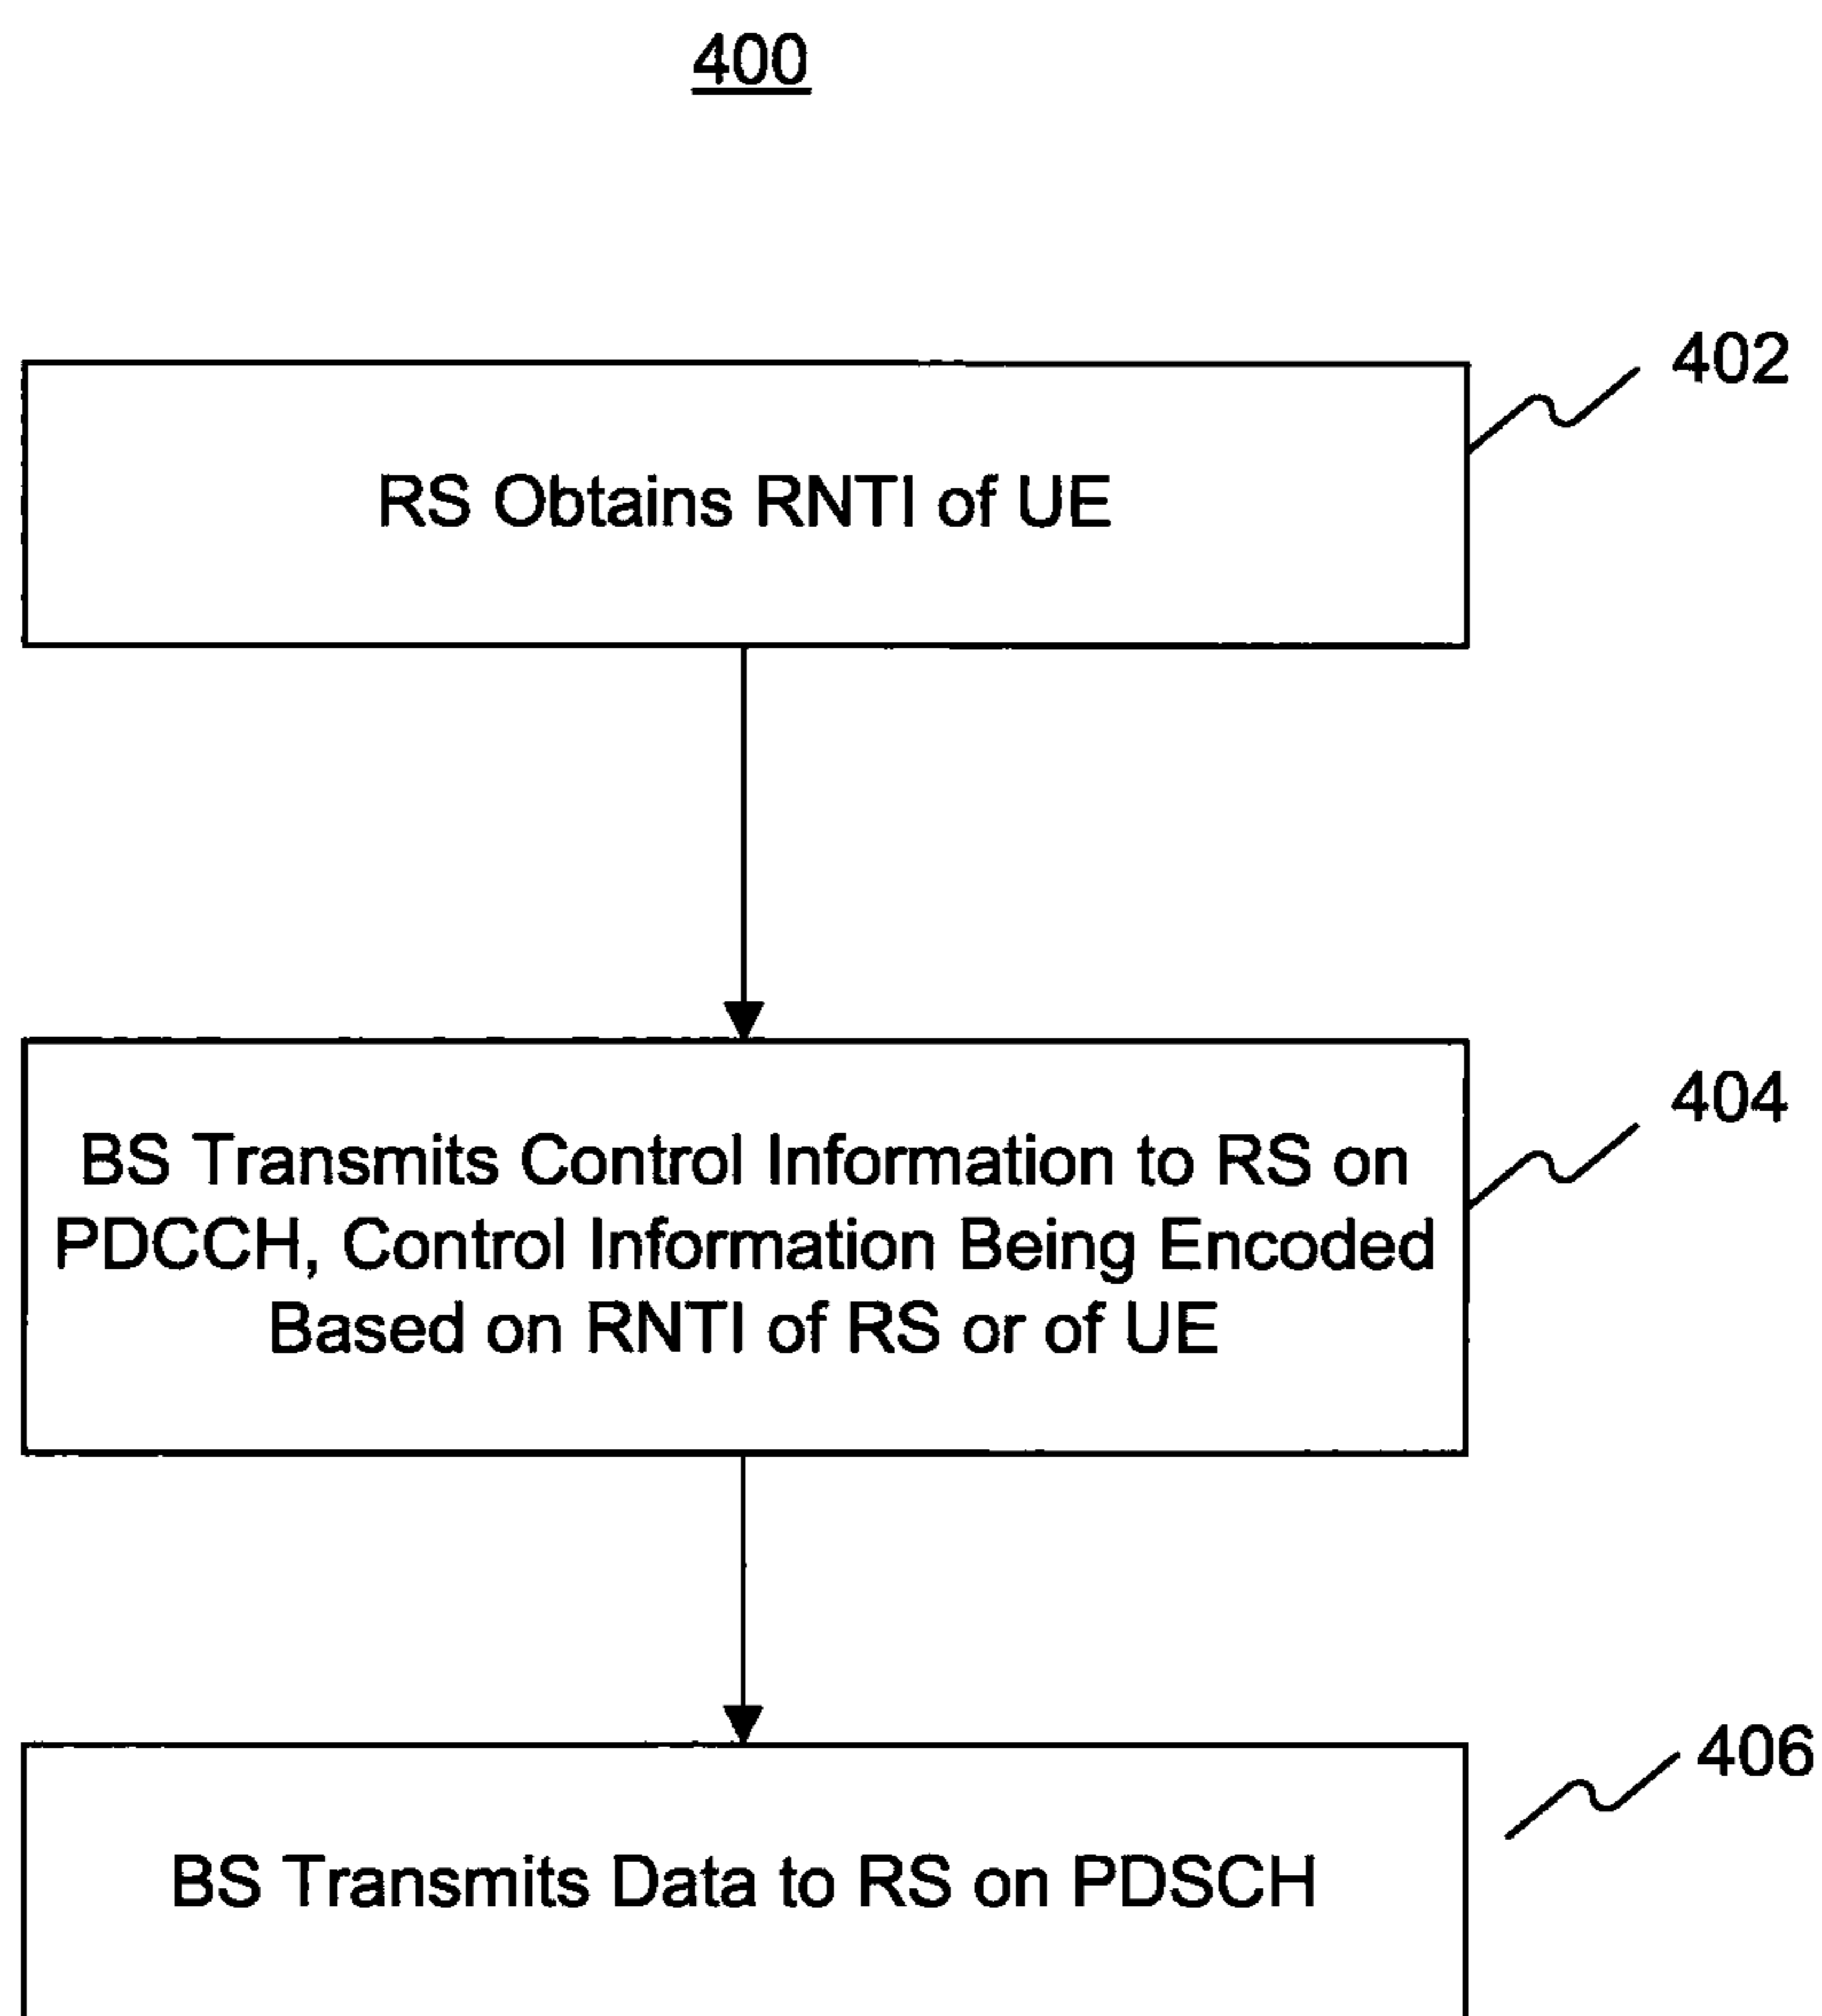 400
402
RS Obtains RNTI of UE
404
BS Transmits Control Information to RS on
PDCCH, Control Information Being Encoded
Based on RNTI of RS or of UE
406
BS Transmits Data to RS on PDSCH